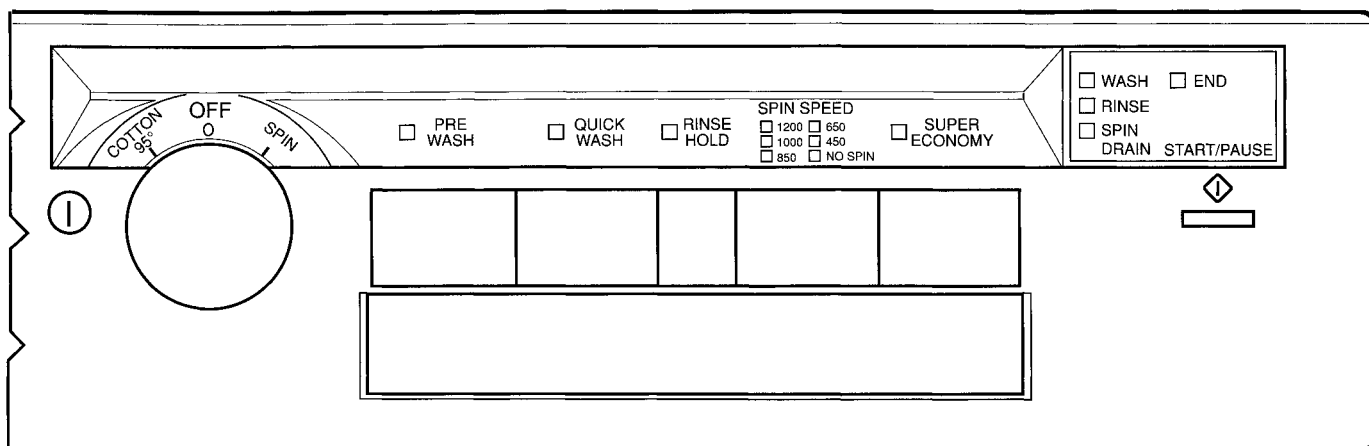 COTTON
95°
OFF
O
SPIN
PRE
WASH
QUICK
WASH
RINSE
HOLD
SPIN SPEED
1200 650
1000 450
850 NO SPIN
SUPER
ECONOMY
WASH END
RINSE
SPIN
DRAIN START/PAUSE